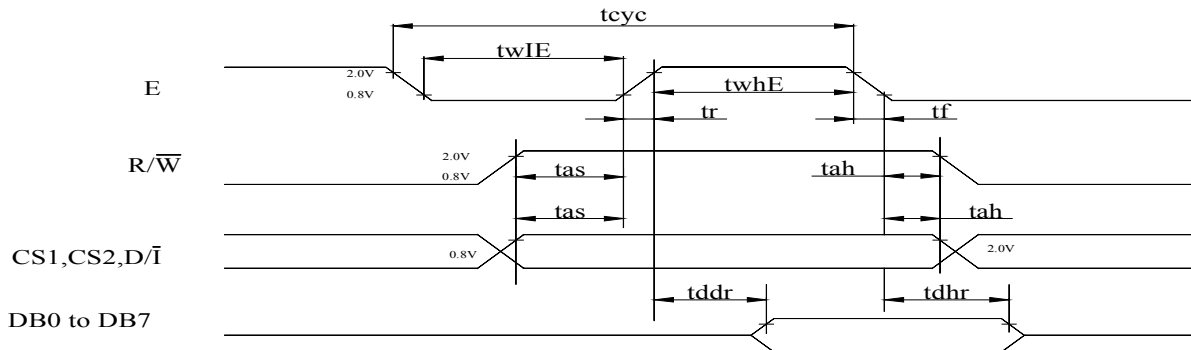 tcyc
twIE
E
2.0V
0.8V
twhE
tr
tf
R/W̅
2.0V
0.8V
tas
tah
tas
tah
CS1,CS2,D/I̅
0.8V
2.0V
tddr
tdhr
DB0 to DB7